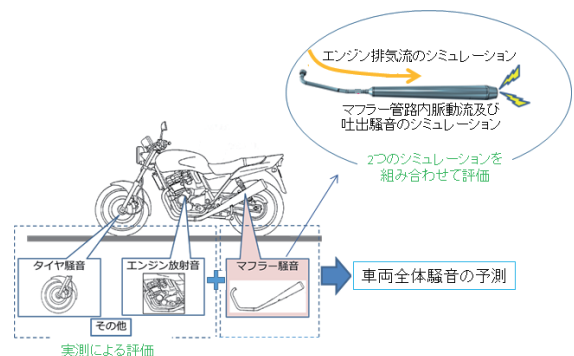 エンジン排気流のシミュレーション
マフラー管路内脈動流及び
吐出騒音のシミュレーション
2つのシミュレーションを
組み合わせて評価
タイヤ騒音
エンジン放射音
マフラー騒音
その他
車両全体騒音の予測
実測による評価